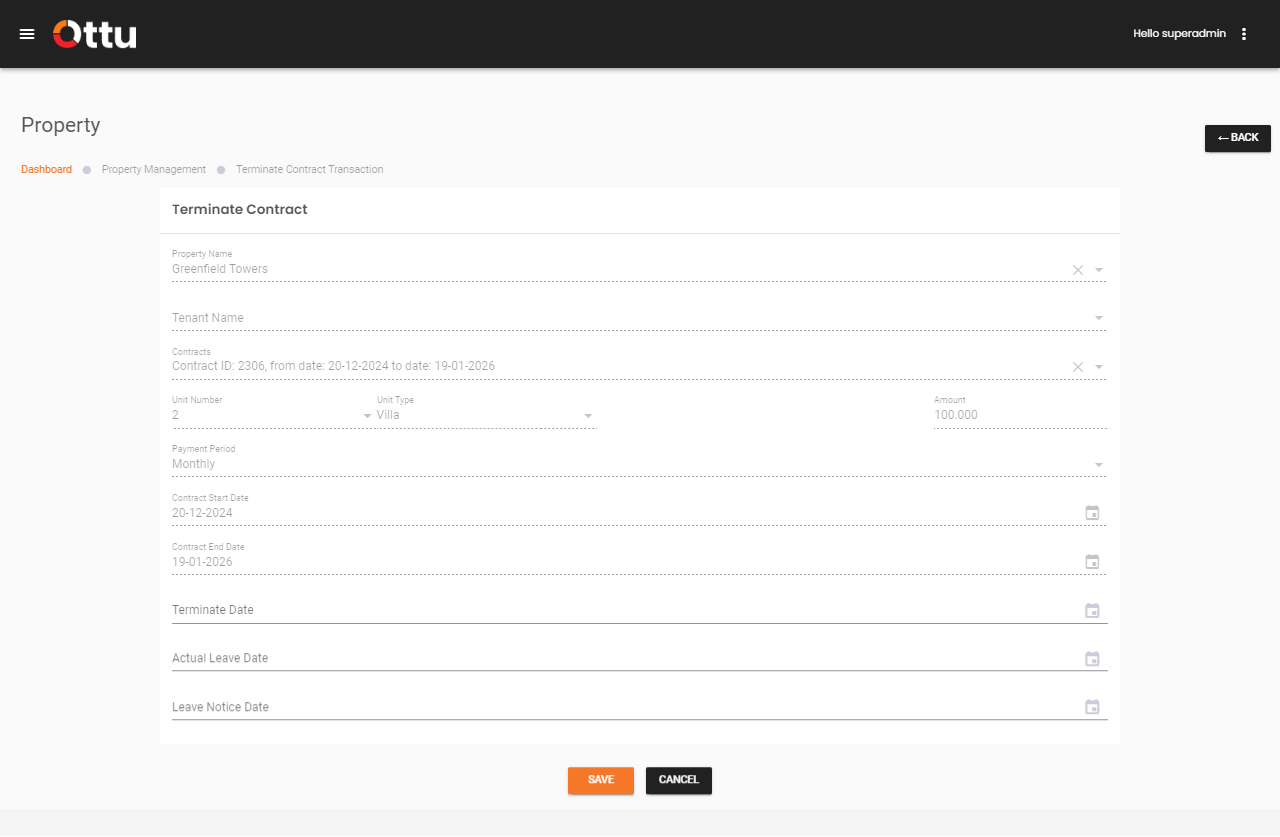 Ottu
Hello superadmin
Property
← BACK
Dashboard Property Management Terminate Contract Transaction
Terminate Contract
Property Name
Greenfield Towers
Tenant Name
Contracts
Contract ID: 2306, from date: 20-12-2024 to date: 19-01-2026
Unit Number Unit Type Amount
2 Villa 100.000
Payment Period
Monthly
Contract Start Date
20-12-2024
Contract End Date
19-01-2026
Terminate Date
Actual Leave Date
Leave Notice Date
SAVE CANCEL